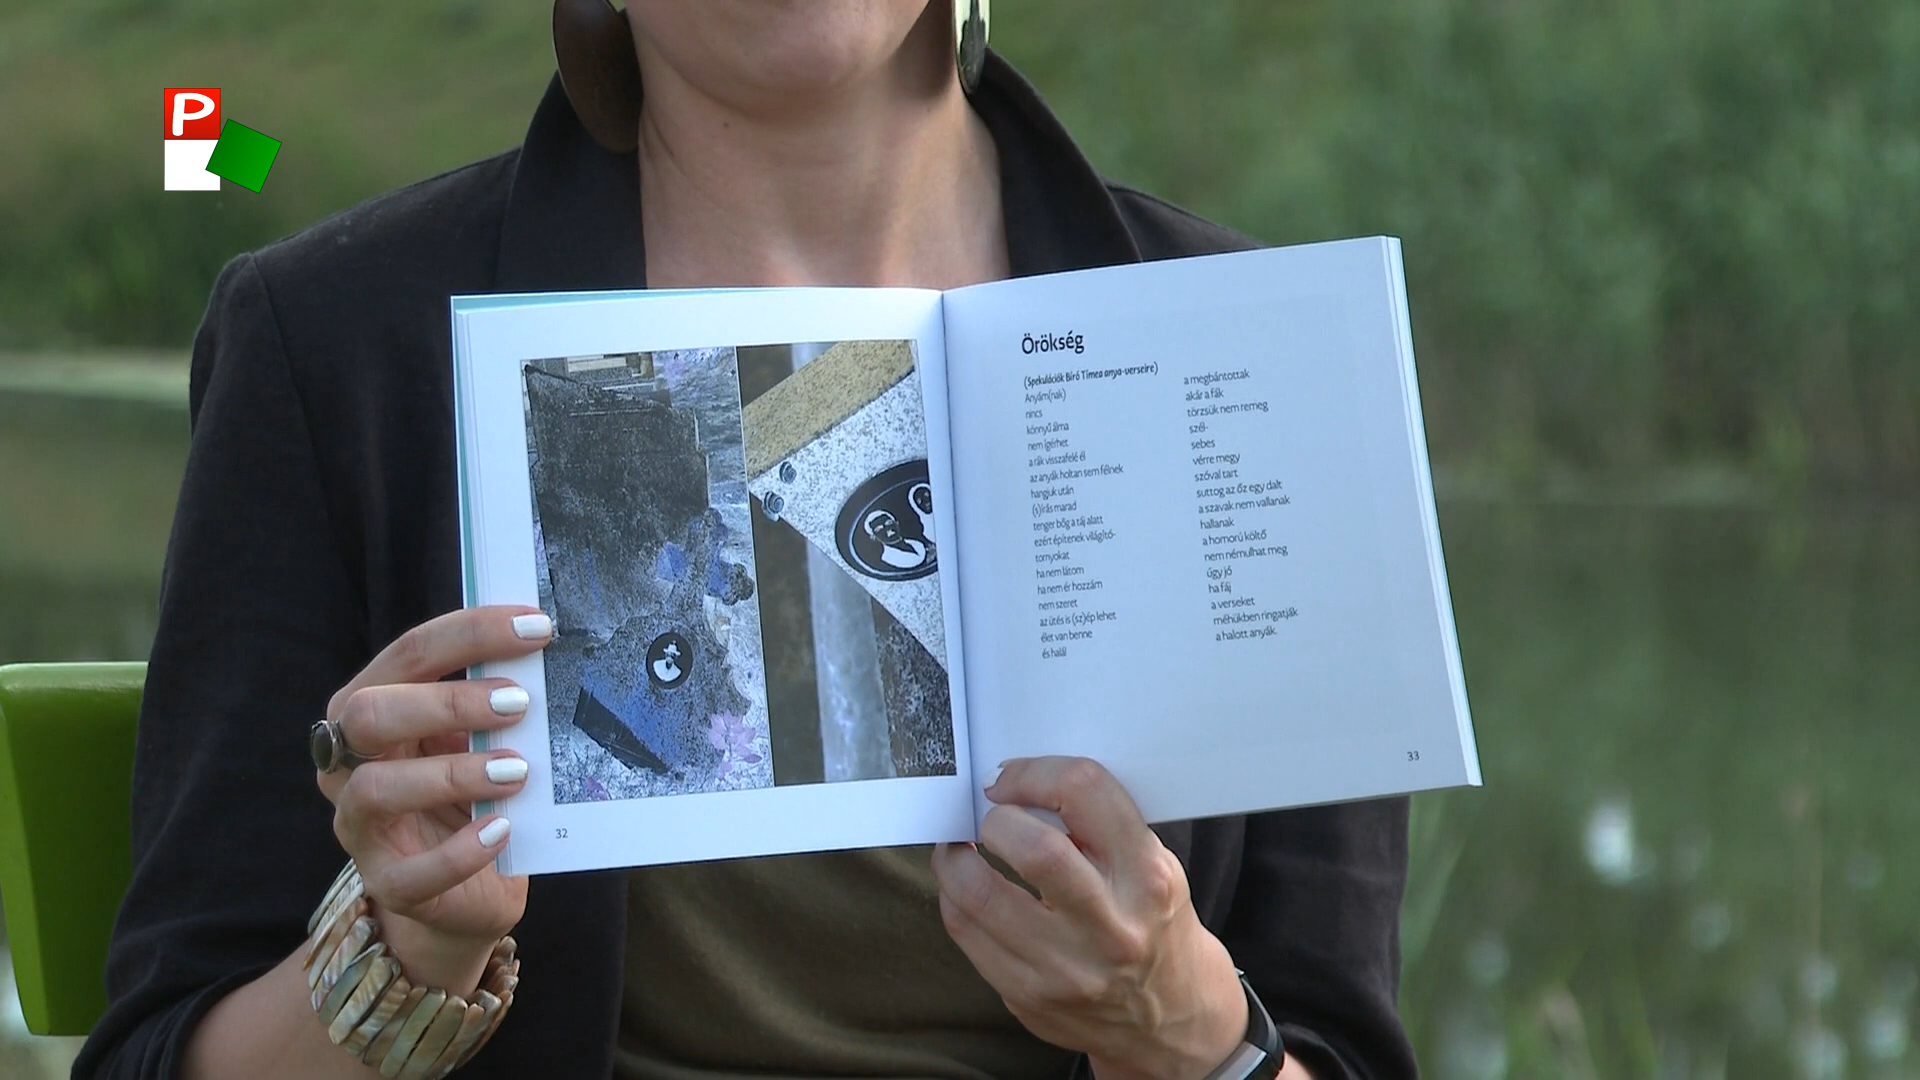 P
Örökség
(Spekulációk Bíró Tímea anya-verseire)
Anyám(nak)
nincs
könnyű álma
nem ígérhet
a rák visszafelé él
az anyák holtan sem félnek
hangjuk után
(s)írás marad
tenger bőg a táj alatt
ezért építenek világító-
tornyokat
ha nem látom
ha nem ér hozzám
nem szeret
az ütés is (sz)ép lehet
élet van benne
és halál
a megbántottak
akár a fák
törzsük nem remeg
szél-
sebes
vérre megy
szóval tart
suttog az őz egy dalt
a szavak nem vallanak
hallanak
a homorú költő
nem némulhat meg
úgy jó
ha fáj
a verseket
méhükben ringatják
a halott anyák.
32
33